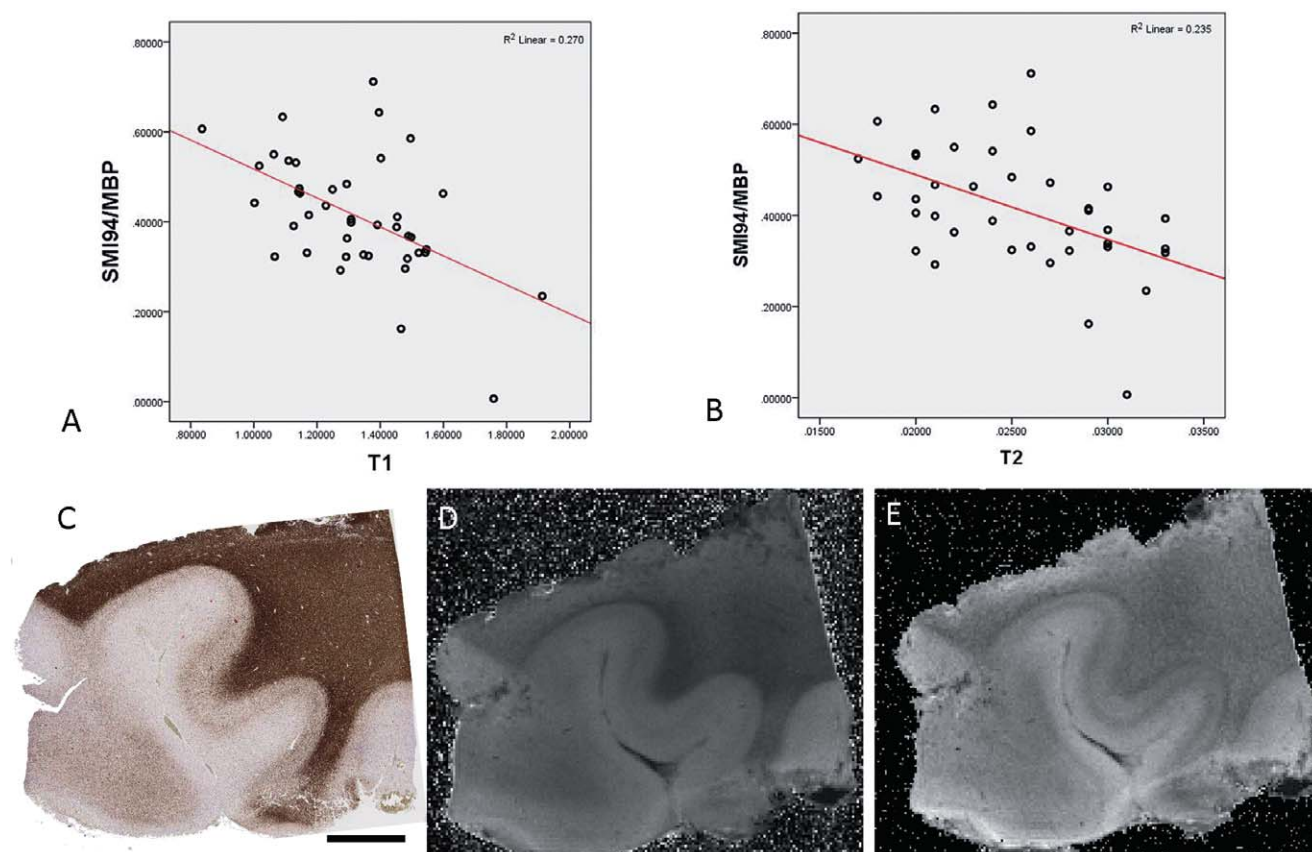 R² Linear = 0.270
.80000
.60000
.40000
.20000
.00000
SMI94/MBP
.80000 1.00000 1.20000 1.40000 1.60000 1.80000 2.00000
T1
A
R² Linear = 0.235
.80000
.60000
.40000
.20000
.00000
SMI94/MBP
.01500 .02000 .02500 .03000 .03500
T2
B
C
D
E